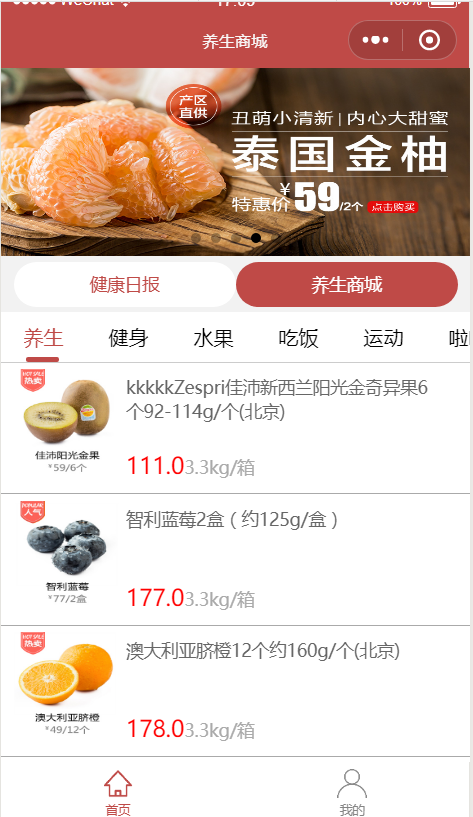 WeChat
100%
养生商城
产区
直供
丑萌小清新 | 内心大甜蜜
泰国金柚
特惠价 ¥59/2个 点击购买
健康日报 养生商城
养生 健身 水果 吃饭 运动
HOT SALE
热卖
佳沛阳光金果
¥59/6个
kkkkkZespri佳沛新西兰阳光金奇异果6
个92-114g/个(北京)
111.03.3kg/箱
POPULAR
人气
智利蓝莓
¥77/2盒
智利蓝莓2盒（约125g/盒）
177.03.3kg/箱
HOT SALE
热卖
澳大利亚脐橙
¥49/12个
澳大利亚脐橙12个约160g/个(北京)
178.03.3kg/箱
首页 我的